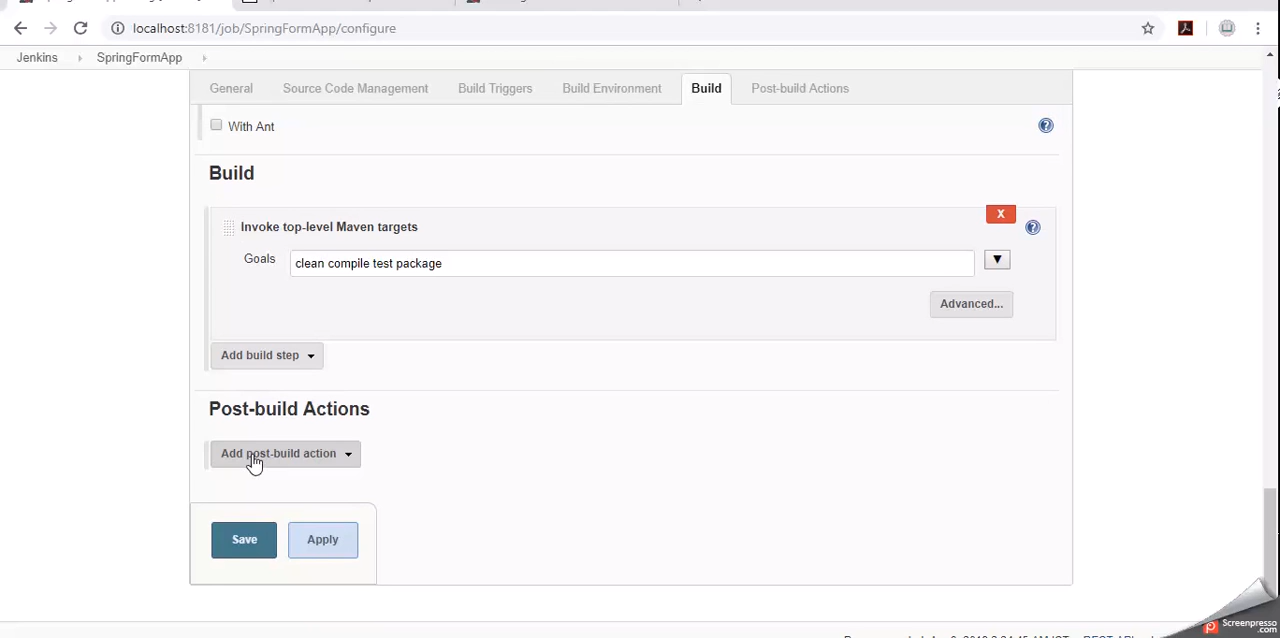 localhost:8181/job/SpringFormApp/configure
Jenkins SpringFormApp
General Source Code Management Build Triggers Build Environment Build Post-build Actions
With Ant
Build
X
Invoke top-level Maven targets
Goals clean compile test package
Advanced...
Add build step
Post-build Actions
Add post-build action
Save Apply
Screenpresso
.com